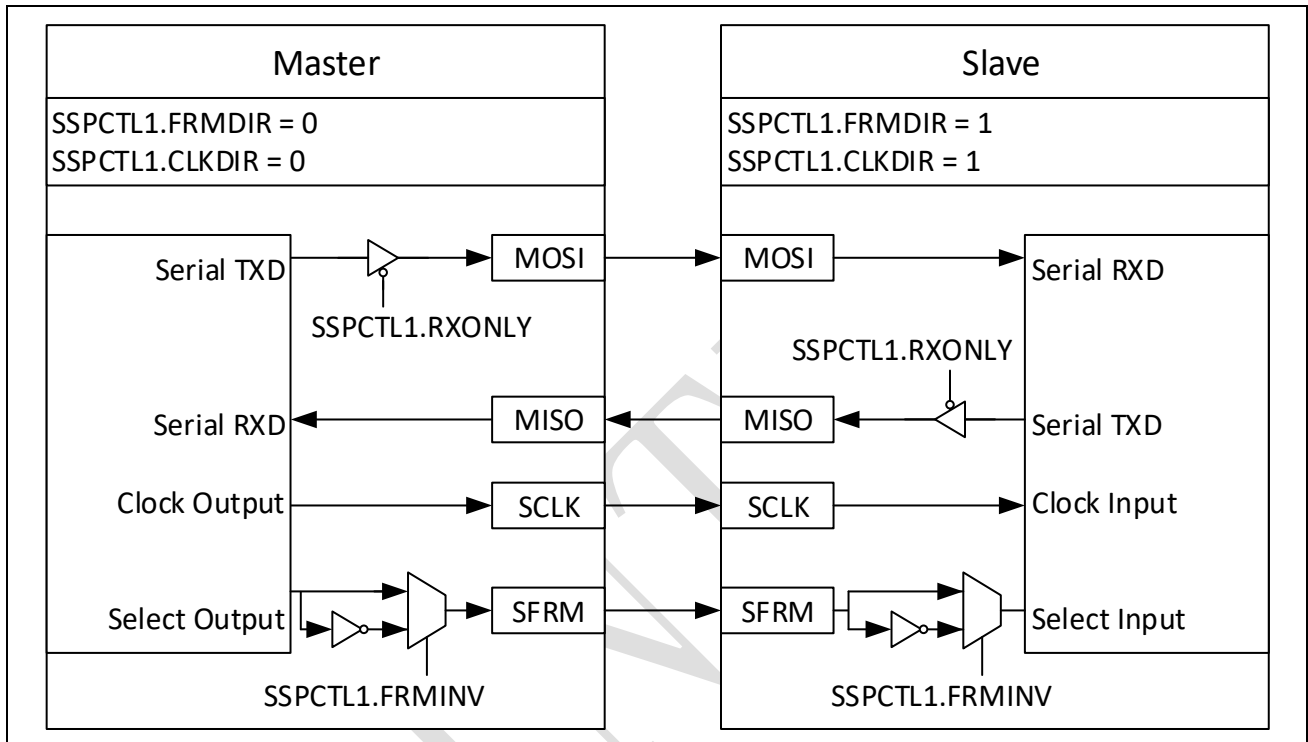 Master
SSPCTL1.FRMDIR = 0
SSPCTL1.CLKDIR = 0
Serial TXD
MOSI
SSPCTL1.RXONLY
Serial RXD
MISO
Clock Output
SCLK
Select Output
SFRM
SSPCTL1.FRMINV
Slave
SSPCTL1.FRMDIR = 1
SSPCTL1.CLKDIR = 1
MOSI
Serial RXD
SSPCTL1.RXONLY
MISO
Serial TXD
SCLK
Clock Input
SFRM
Select Input
SSPCTL1.FRMINV